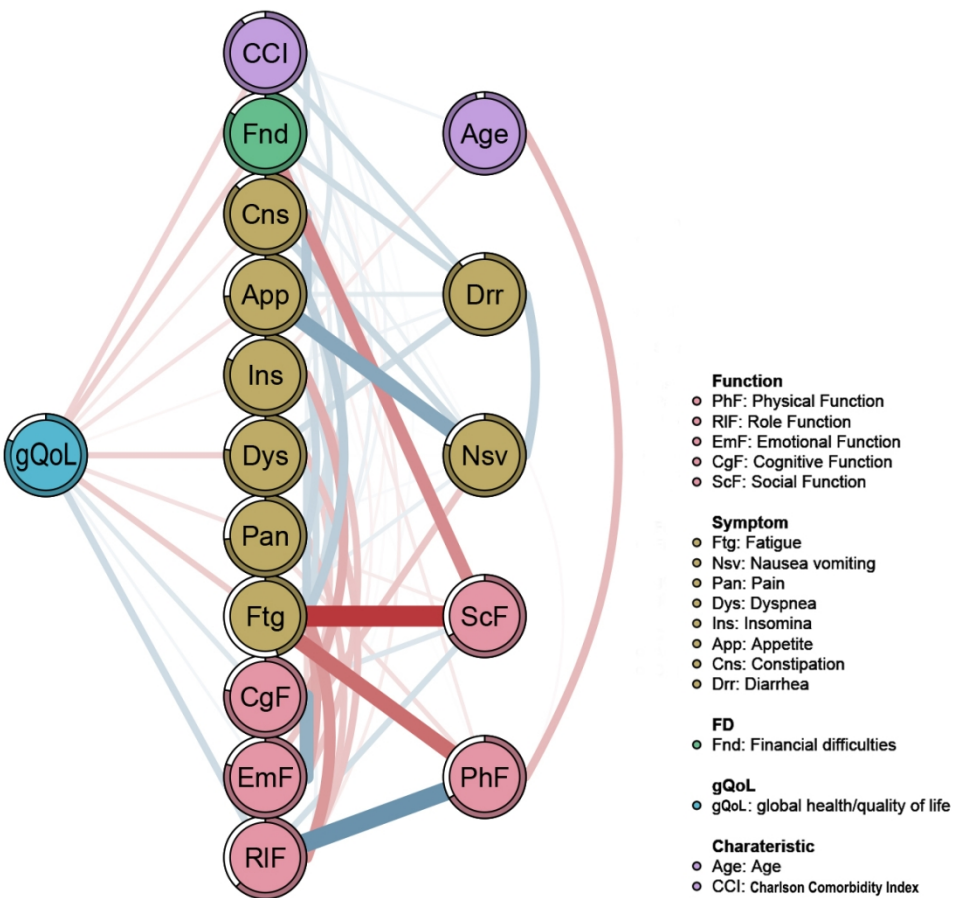 CCI
Fnd
Age
Cns
App
Drr
Ins
gQoL
Dys
Nsv
Pan
Ftg
ScF
CgF
EmF
PhF
RlF
Function
PhF: Physical Function
RlF: Role Function
EmF: Emotional Function
CgF: Cognitive Function
ScF: Social Function
Symptom
Ftg: Fatigue
Nsv: Nausea vomiting
Pan: Pain
Dys: Dyspnea
Ins: Insomina
App: Appetite
Cns: Constipation
Drr: Diarrhea
FD
Fnd: Financial difficulties
gQoL
gQoL: global health/quality of life
Charateristic
Age: Age
CCI: Charlson Comorbidity Index